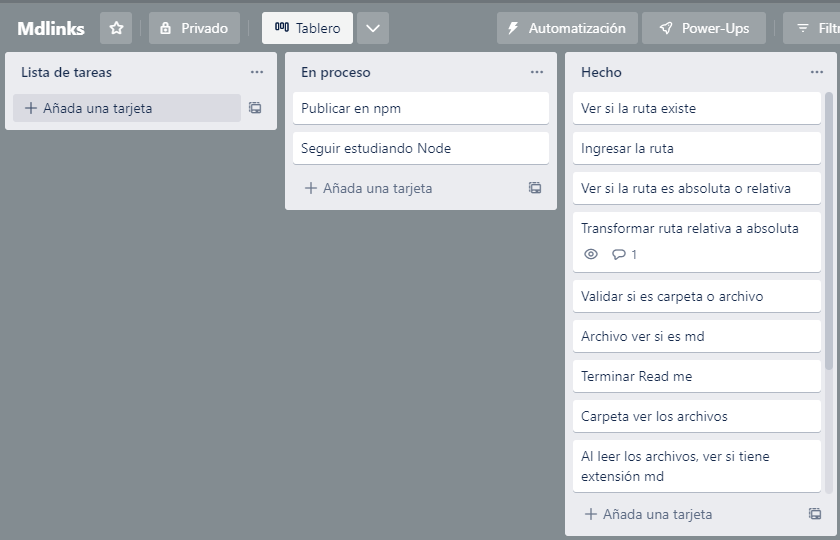 Mdlinks
Privado
Tablero
Automatización
Power-Ups
Filtr
Lista de tareas
Añada una tarjeta
En proceso
Publicar en npm
Seguir estudiando Node
Añada una tarjeta
Hecho
Ver si la ruta existe
Ingresar la ruta
Ver si la ruta es absoluta o relativa
Transformar ruta relativa a absoluta
1
Validar si es carpeta o archivo
Archivo ver si es md
Terminar Read me
Carpeta ver los archivos
Al leer los archivos, ver si tiene
extensión md
Añada una tarjeta